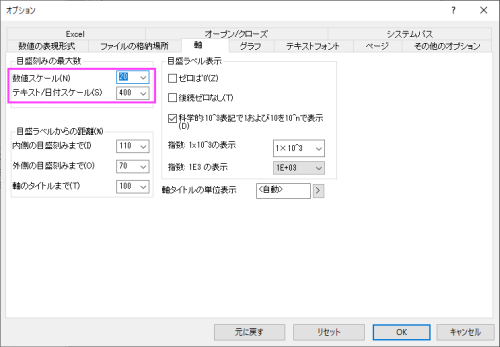 オプション
? ×
Excel オープン/クローズ システムパス
数値の表現形式 ファイルの格納場所 軸 グラフ テキストフォント ページ その他のオプション
目盛刻みの最大数
数値スケール(N) 20
テキスト/日付スケール(S) 400
目盛ラベルからの距離(N)
内側の目盛刻みまで(I) 110
外側の目盛刻みまで(O) 70
軸のタイトルまで(T) 100
目盛ラベル表示
ゼロは'0'(Z)
後続ゼロなし(T)
科学的:10^3表記で1および10を10^nで表示
(D)
指数: 1x10^3の表示 1×10^3
指数: 1E3 の表示 1E+03
軸タイトルの単位表示 <自動> >
元に戻す リセット OK キャンセル